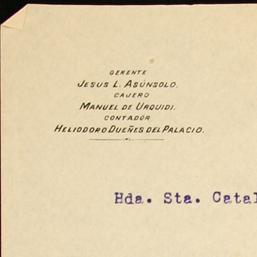 GERENTE
JESUS L. ASÚNSOLO.
CAJERO
MANUEL DE URQUIDI.
CONTADOR
HELIODORO DUEÑES DEL PALACIO.
Hda. Sta. Catal